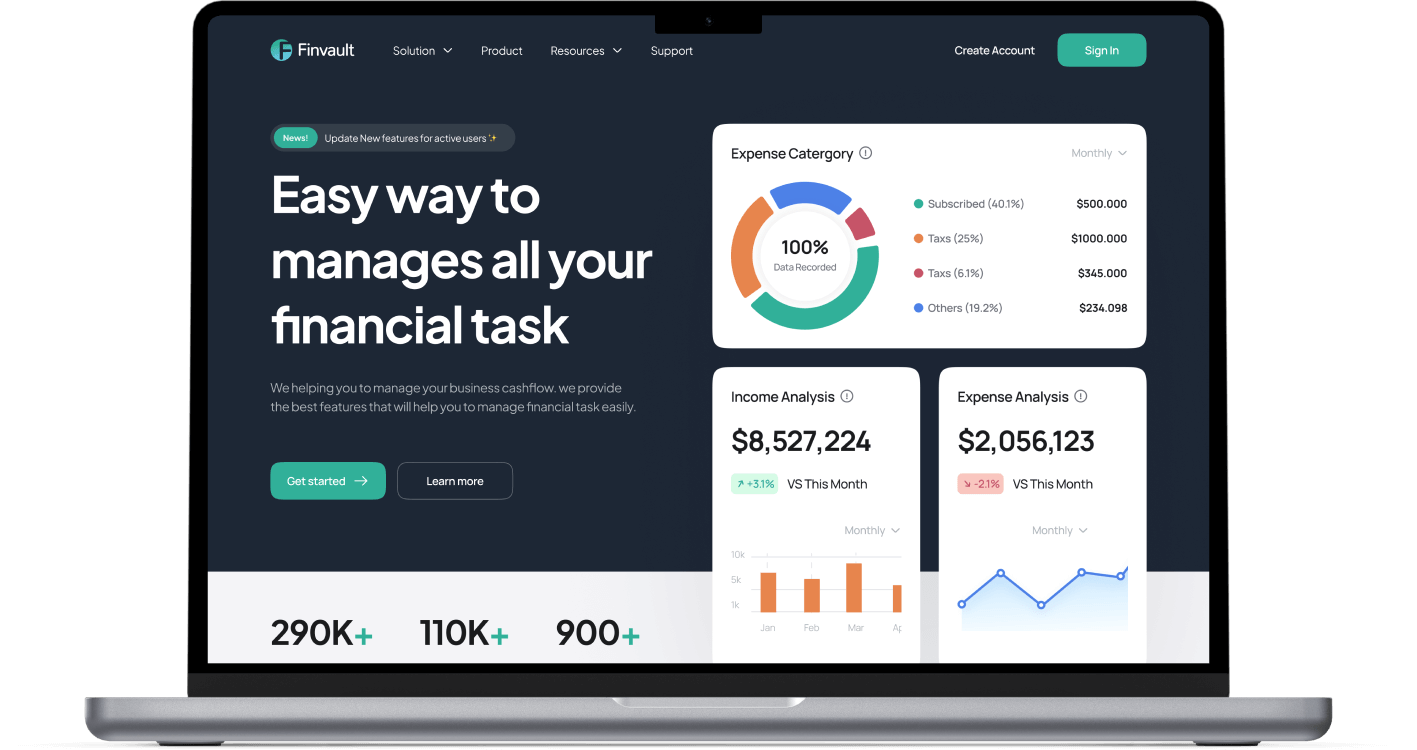 Finvault
Solution
Product
Resources
Support
Create Account
Sign In
News!
Update New features for active users ✨
Easy way to
manages all your
financial task
We helping you to manage your business cashflow. we provide
the best features that will help you to manage financial task easily.
Get started
Learn more
290K+
110K+
900+
Expense Catergory
Monthly
100%
Data Recorded
Subscribed (40.1%) $500.000
Taxs (25%) $1000.000
Taxs (6.1%) $345.000
Others (19.2%) $234.098
Income Analysis
$8,527,224
+3.1% VS This Month
Monthly
10k
5k
1k
Jan Feb Mar
Expense Analysis
$2,056,123
-2.1% VS This Month
Monthly